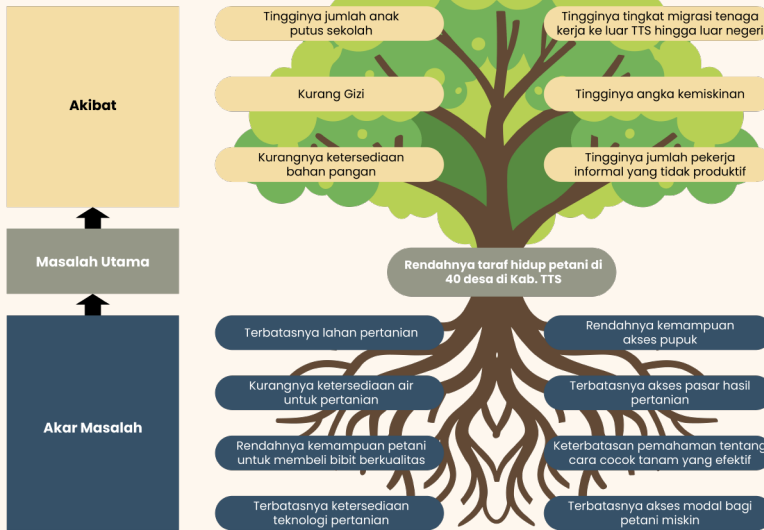 Akibat
Tingginya jumlah anak
putus sekolah
Tingginya tingkat migrasi tenaga
kerja ke luar TTS hingga luar negeri
Kurang Gizi
Tingginya angka kemiskinan
Kurangnya ketersediaan
bahan pangan
Tingginya jumlah pekerja
informal yang tidak produktif
Masalah Utama
Rendahnya taraf hidup petani di
40 desa di Kab. TTS
Akar Masalah
Terbatasnya lahan pertanian
Rendahnya kemampuan
akses pupuk
Kurangnya ketersediaan air
untuk pertanian
Terbatasnya akses pasar hasil
pertanian
Rendahnya kemampuan petani
untuk membeli bibit berkualitas
Keterbatasan pemahaman tentang
cara cocok tanam yang efektif
Terbatasnya ketersediaan
teknologi pertanian
Terbatasnya akses modal bagi
petani miskin